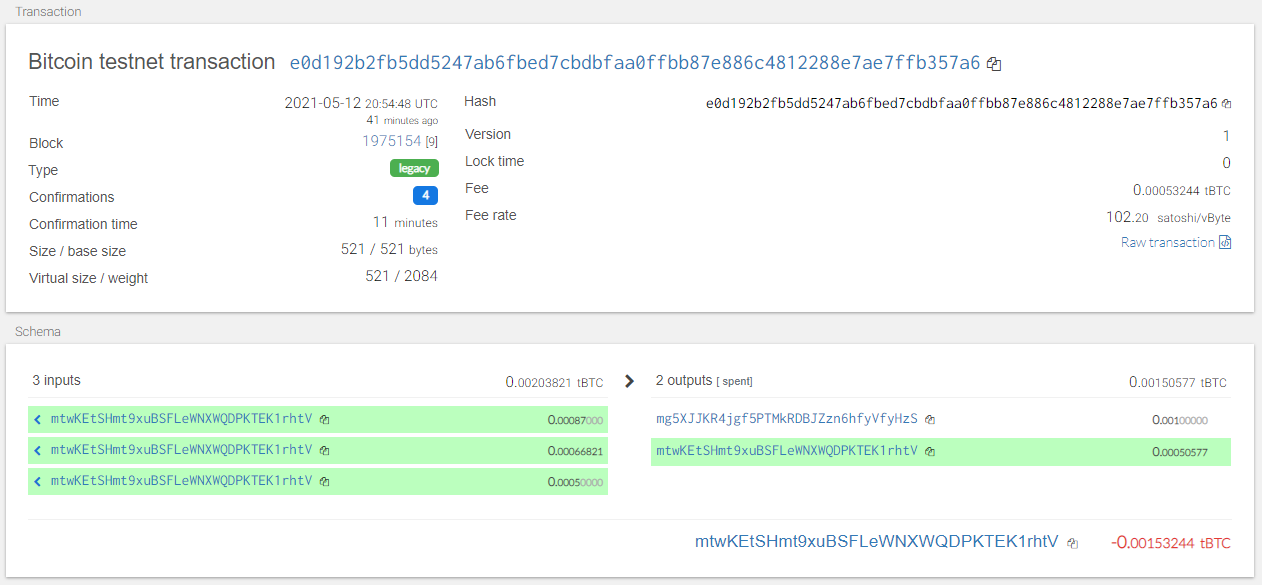 Transaction
Bitcoin testnet transaction e0d192b2fb5dd5247ab6fbed7cbdbfaa0ffbb87e886c4812288e7ae7ffb357a6
Time 2021-05-12 20:54:48 UTC
41 minutes ago
Block 1975154 [9]
Type legacy
Confirmations 4
Confirmation time 11 minutes
Size / base size 521 / 521 bytes
Virtual size / weight 521 / 2084
Hash e0d192b2fb5dd5247ab6fbed7cbdbfaa0ffbb87e886c4812288e7ae7ffb357a6
Version 1
Lock time 0
Fee 0.00053244 tBTC
Fee rate 102.20 satoshi/vByte
Raw transaction
Schema
3 inputs 0.00203821 tBTC
mtwKEtSHmt9xuBSFLeWNXWQDPKTEK1rhtV 0.00087000
mtwKEtSHmt9xuBSFLeWNXWQDPKTEK1rhtV 0.00066821
mtwKEtSHmt9xuBSFLeWNXWQDPKTEK1rhtV 0.00050000
2 outputs [ spent] 0.00150577 tBTC
mg5XJJKR4jgf5PTMkRDBJZzn6hfyVfyHzS 0.00100000
mtwKEtSHmt9xuBSFLeWNXWQDPKTEK1rhtV 0.00050577
mtwKEtSHmt9xuBSFLeWNXWQDPKTEK1rhtV -0.00153244 tBTC